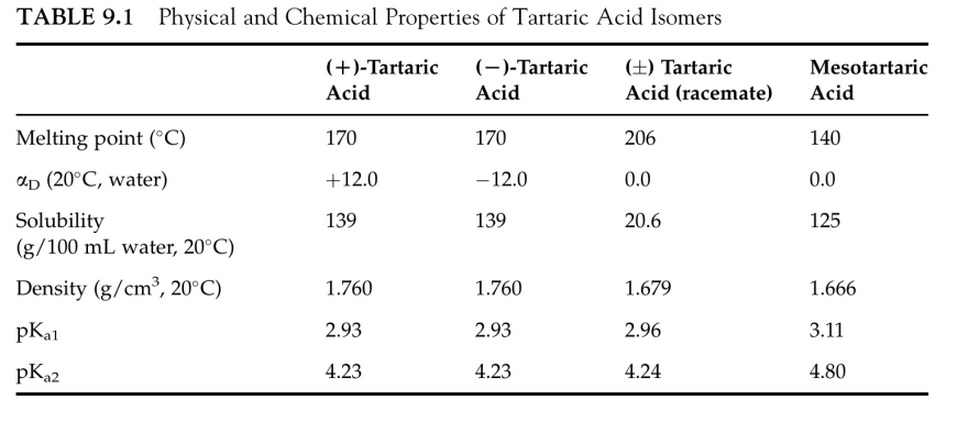 TABLE 9.1 Physical and Chemical Properties of Tartaric Acid Isomers
(+)-Tartaric Acid (−)-Tartaric Acid (±) Tartaric Acid (racemate) Mesotartaric Acid
Melting point (°C) 170 170 206 140
αD (20°C, water) +12.0 −12.0 0.0 0.0
Solubility
(g/100 mL water, 20°C) 139 139 20.6 125
Density (g/cm³, 20°C) 1.760 1.760 1.679 1.666
pKa1 2.93 2.93 2.96 3.11
pKa2 4.23 4.23 4.24 4.80